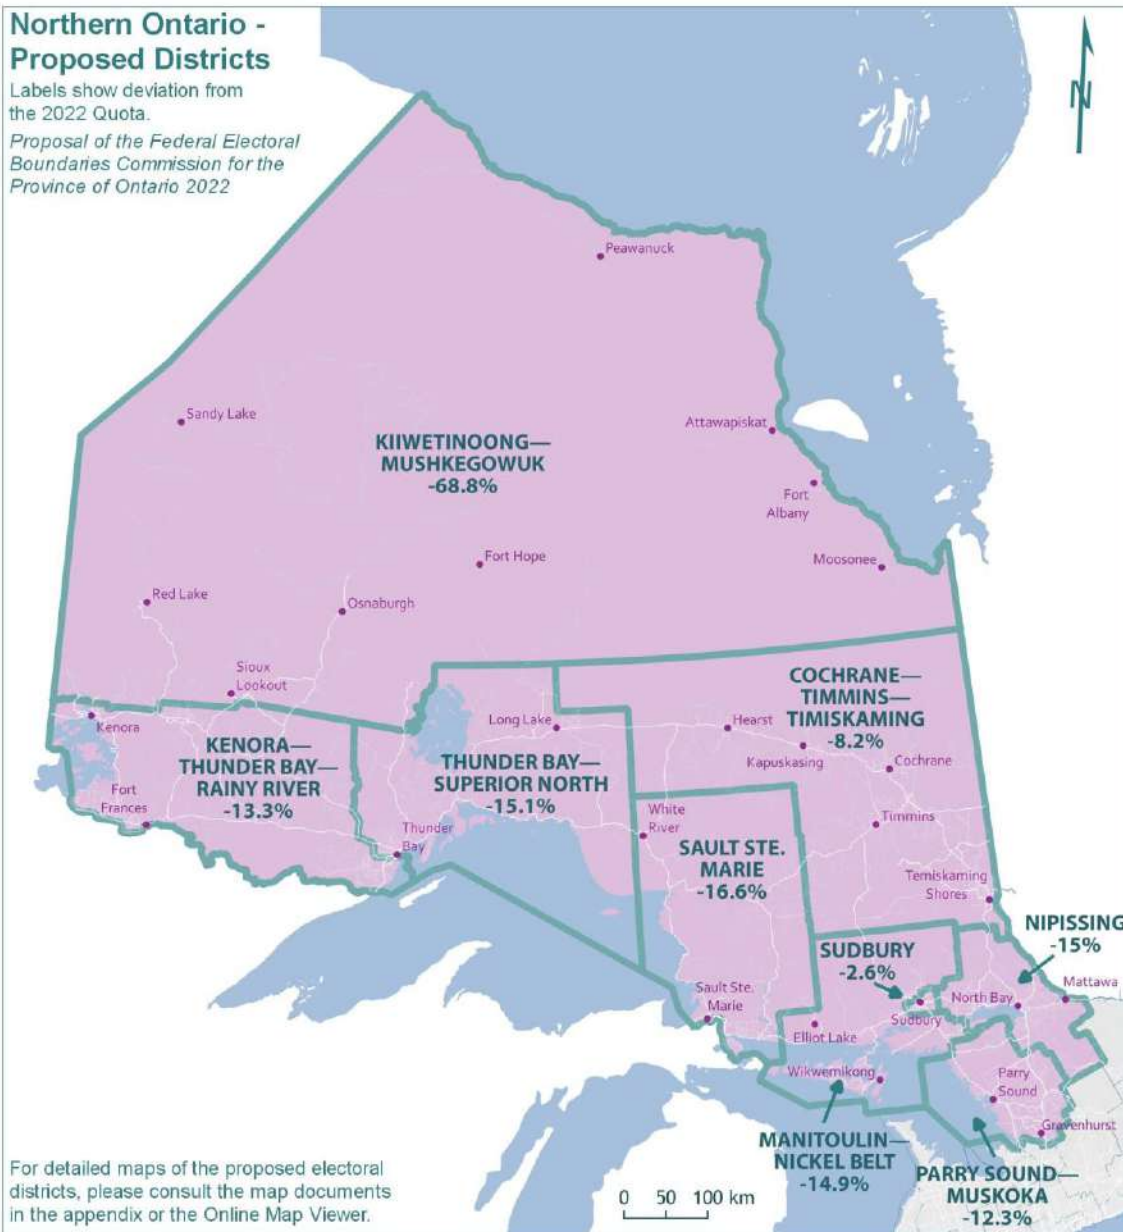 Northern Ontario -
Proposed Districts
Labels show deviation from
the 2022 Quota.
Proposal of the Federal Electoral
Boundaries Commission for the
Province of Ontario 2022
N
Peawanuck
Sandy Lake
Attawapiskat
KIIWETINOONG—
MUSHKEGOWUK
-68.8%
Fort
Albany
Fort Hope
Moosonee
Red Lake
Osnaburgh
Sioux
Lookout
COCHRANE—
TIMMINS—
TIMISKAMING
-8.2%
Kenora
Long Lake
Hearst
Kapuskasing
Cochrane
KENORA—
THUNDER BAY—
RAINY RIVER
-13.3%
THUNDER BAY—
SUPERIOR NORTH
-15.1%
Fort
Frances
Thunder
Bay
White
River
Timmins
SAULT STE.
MARIE
-16.6%
Temiskaming
Shores
NIPISSING
-15%
SUDBURY
-2.6%
Mattawa
North Bay
Sault Ste.
Marie
Sudbury
Elliot Lake
Wikwemikong
Parry
Sound
Gravenhurst
MANITOULIN—
NICKEL BELT
-14.9%
PARRY SOUND—
MUSKOKA
-12.3%
For detailed maps of the proposed electoral
districts, please consult the map documents
in the appendix or the Online Map Viewer.
0 50 100 km